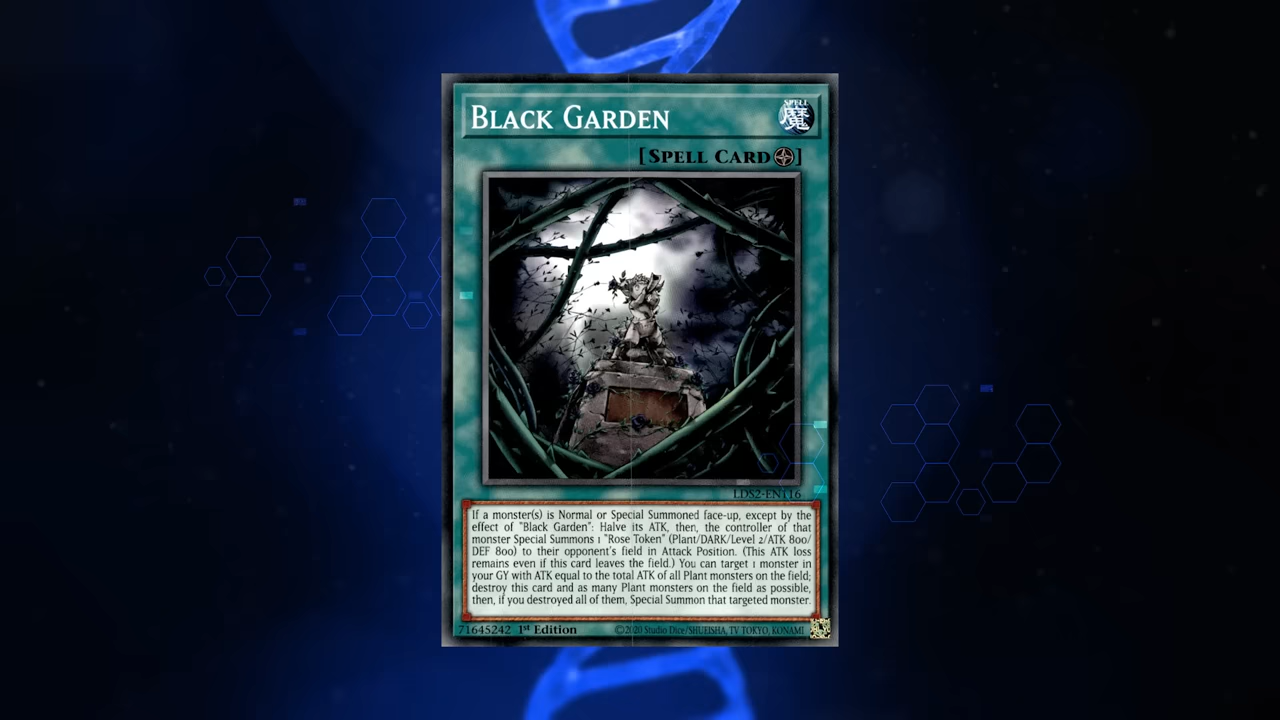 BLACK GARDEN
SPELL
魔
[SPELL CARD]
LDS2-EN116
If a monster(s) is Normal or Special Summoned face-up, except by the
effect of "Black Garden": Halve its ATK, then, the controller of that
monster Special Summons 1 "Rose Token" (Plant/DARK/Level 2/ATK 800/
DEF 800) to their opponent's field in Attack Position. (This ATK loss
remains even if this card leaves the field.) You can target 1 monster in
your GY with ATK equal to the total ATK of all Plant monsters on the field;
destroy this card and as many Plant monsters on the field as possible,
then, if you destroyed all of them, Special Summon that targeted monster.
71645242 1st Edition ©2020 Studio Dice/SHUEISHA, TV TOKYO, KONAMI